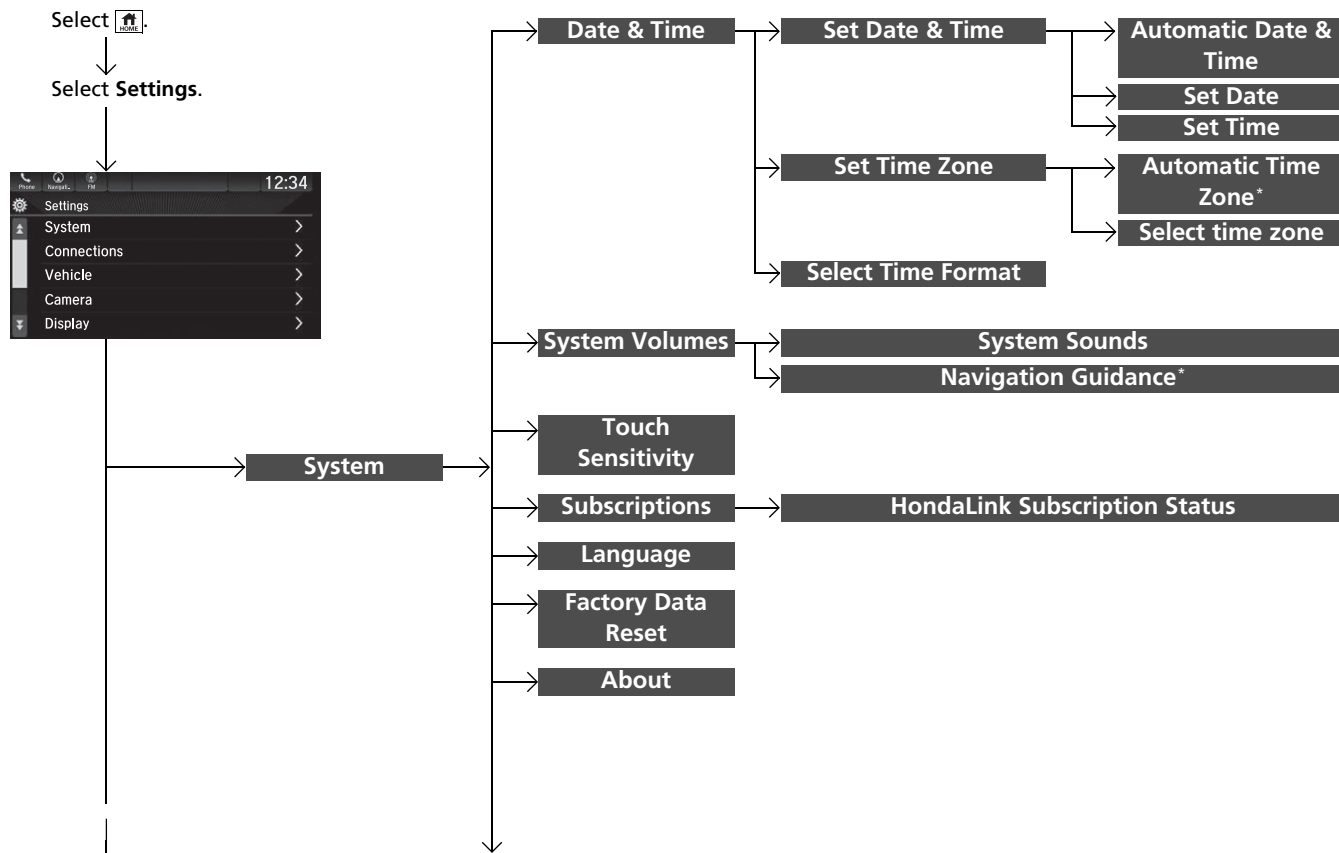 Select HOME.
Select Settings.
Phone Navigati.. FM 12:34
Settings
System
Connections
Vehicle
Camera
Display
System
Date & Time
Set Date & Time
Automatic Date &
Time
Set Date
Set Time
Set Time Zone
Automatic Time
Zone*
Select time zone
Select Time Format
System Volumes
System Sounds
Navigation Guidance*
Touch
Sensitivity
Subscriptions
HondaLink Subscription Status
Language
Factory Data
Reset
About